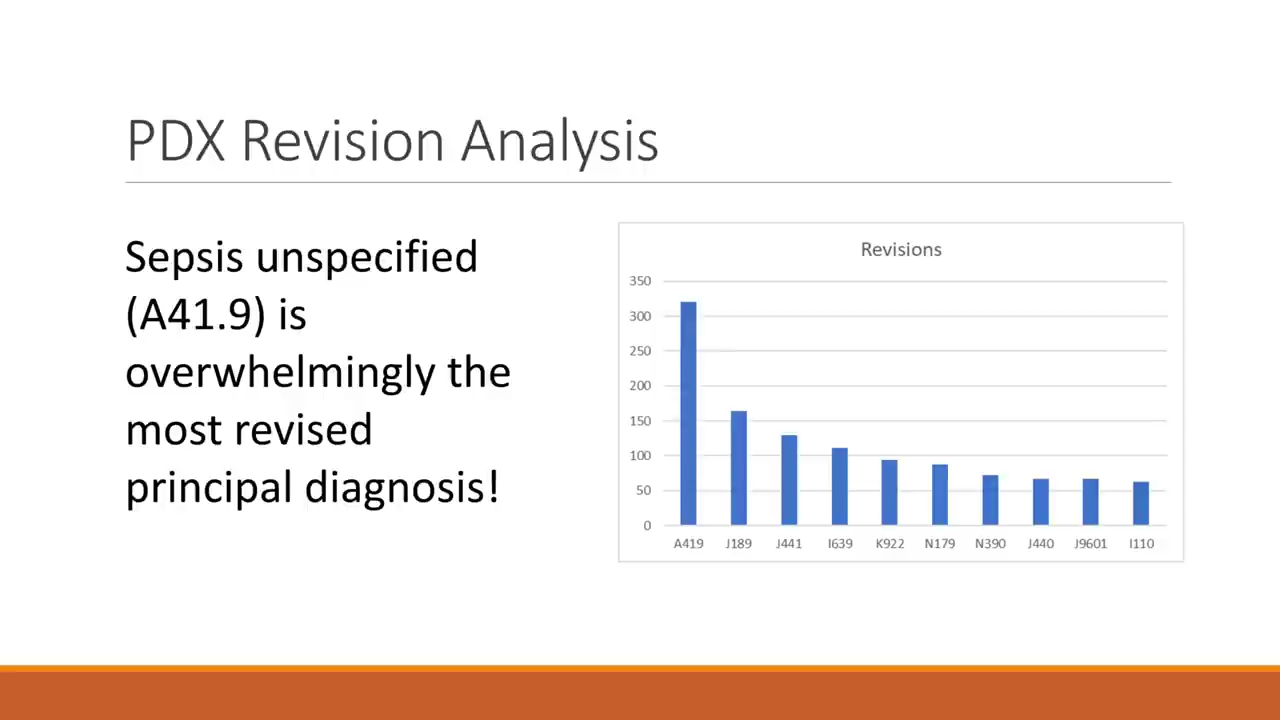 PDX Revision Analysis
Sepsis unspecified
(A41.9) is
overwhelmingly the
most revised
principal diagnosis!
Revisions
350
300
250
200
150
100
50
0
A419 J189 J441 I639 K922 N179 N390 J440 J9601 I110